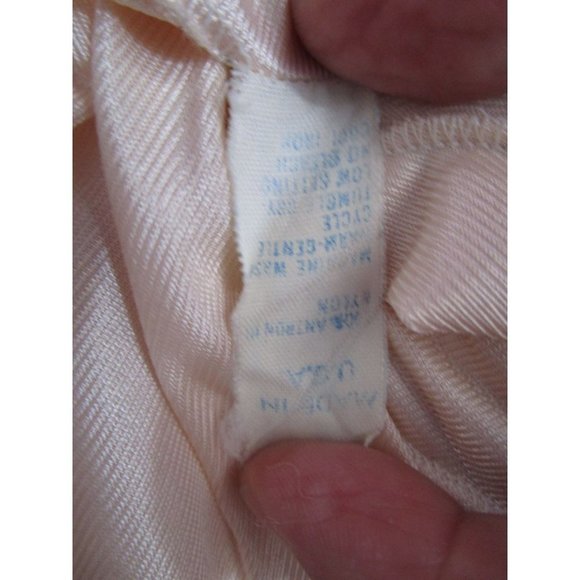 MADE IN
U.S.A.
ANTRON
NYLON
MACHINE WASH
WARM-GENTLE
CYCLE
TUMBLE DRY
LOW SETTING
NO BLEACH
COOL IRON